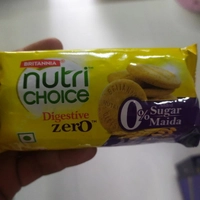 BRITANNIA
nutri
CHOICE
Digestive
zero
0% Sugar
Maida